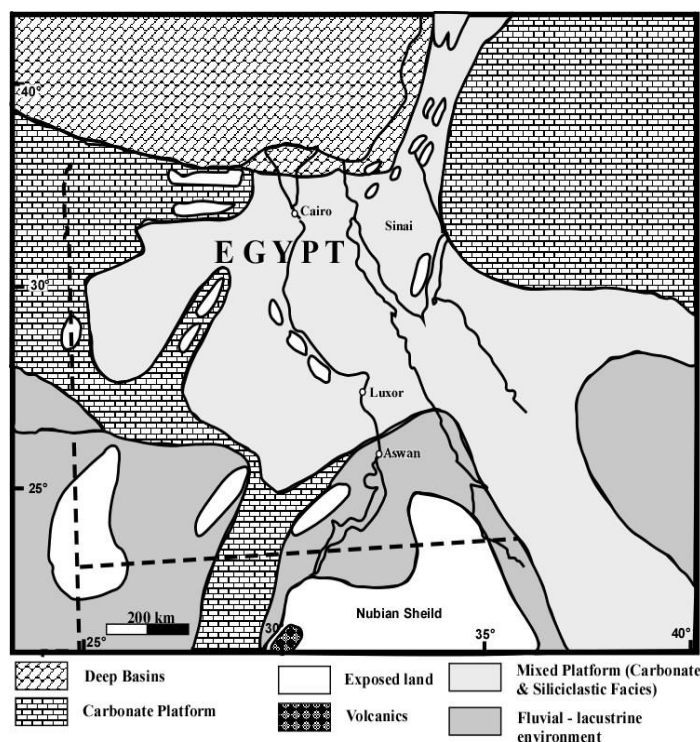 40°
Cairo
Sinai
EGYPT
30°
Luxor
Aswan
25°
Nubian Sheild
200 km
25°
30°
35°
40°
Deep Basins
Exposed land
Mixed Platform (Carbonate
& Siliciclastic Facies)
Carbonate Platform
Volcanics
Fluvial - lacustrine
environment